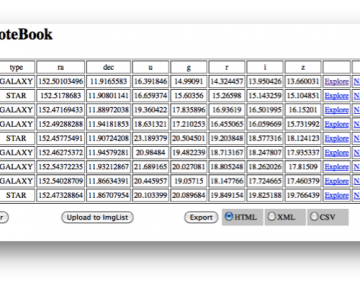 oteBook
type ra dec u g r i z
GALAXY 152.50103496 11.9165583 16.391846 14.99091 14.324457 13.950426 13.660031 Explore
STAR 152.5178683 11.90801141 16.659374 15.60356 15.26598 15.143259 15.104851 Explore
GALAXY 152.47169433 11.88972038 19.360422 17.835896 16.93619 16.501995 16.15201 Explore
GALAXY 152.49288288 11.94181853 18.631321 17.210253 16.455065 16.059669 15.731992 Explore
STAR 152.45775491 11.90724208 23.189379 20.504501 19.203848 18.577316 18.124123 Explore
GALAXY 152.46275372 11.94579281 20.98484 19.482239 18.713167 18.247807 17.935337 Explore
GALAXY 152.54372235 11.93212867 21.689165 20.027081 18.805248 18.262026 17.81509 Explore
GALAXY 152.54028709 11.86634391 20.445957 19.05715 18.147766 17.724665 17.460379 Explore
STAR 152.47328864 11.86707954 20.103399 20.089684 19.849154 19.825188 19.766439 Explore
Upload to ImgList Export HTML XML CSV